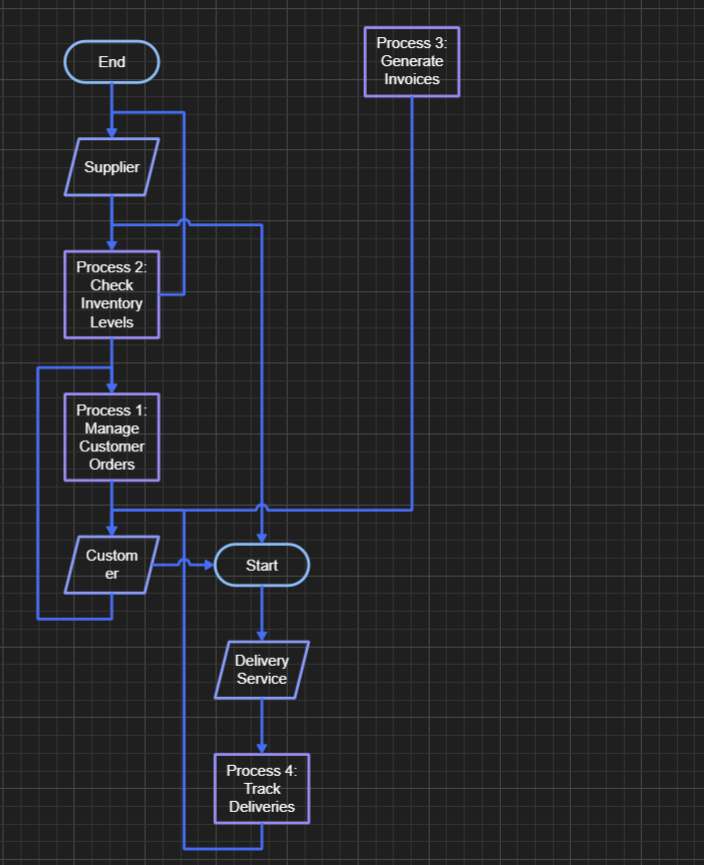 End
Process 3:
Generate
Invoices
Supplier
Process 2:
Check
Inventory
Levels
Process 1:
Manage
Customer
Orders
Custom
er
Start
Delivery
Service
Process 4:
Track
Deliveries